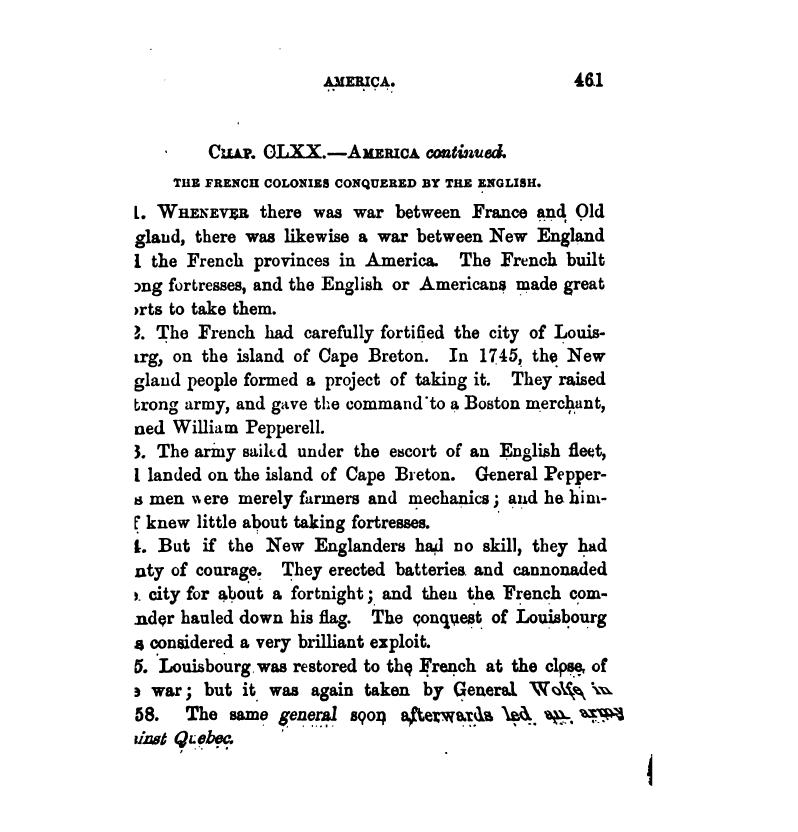 AMERICA. 461
CHAP. CLXX.—AMERICA continued.
THE FRENCH COLONIES CONQUERED BY THE ENGLISH.
1. WHENEVER there was war between France and Old
gland, there was likewise a war between New England
l the French provinces in America. The French built
ong fortresses, and the English or Americans made great
orts to take them.
2. The French had carefully fortified the city of Louis-
urg, on the island of Cape Breton. In 1745, the New
gland people formed a project of taking it. They raised
trong army, and gave the command to a Boston merchant,
ned William Pepperell.
3. The army sailed under the escort of an English fleet,
l landed on the island of Cape Breton. General Pepper-
s men were merely farmers and mechanics; and he him-
f knew little about taking fortresses.
4. But if the New Englanders had no skill, they had
nty of courage. They erected batteries and cannonaded
city for about a fortnight; and then the French com-
nder hauled down his flag. The conquest of Louisbourg
s considered a very brilliant exploit.
5. Louisbourg was restored to the French at the close of
e war; but it was again taken by General Wolfe in
58. The same general soon afterwards led an army
ainst Quebec.